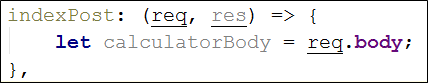 indexPost: (req, res) => {
    let calculatorBody = req.body;
},